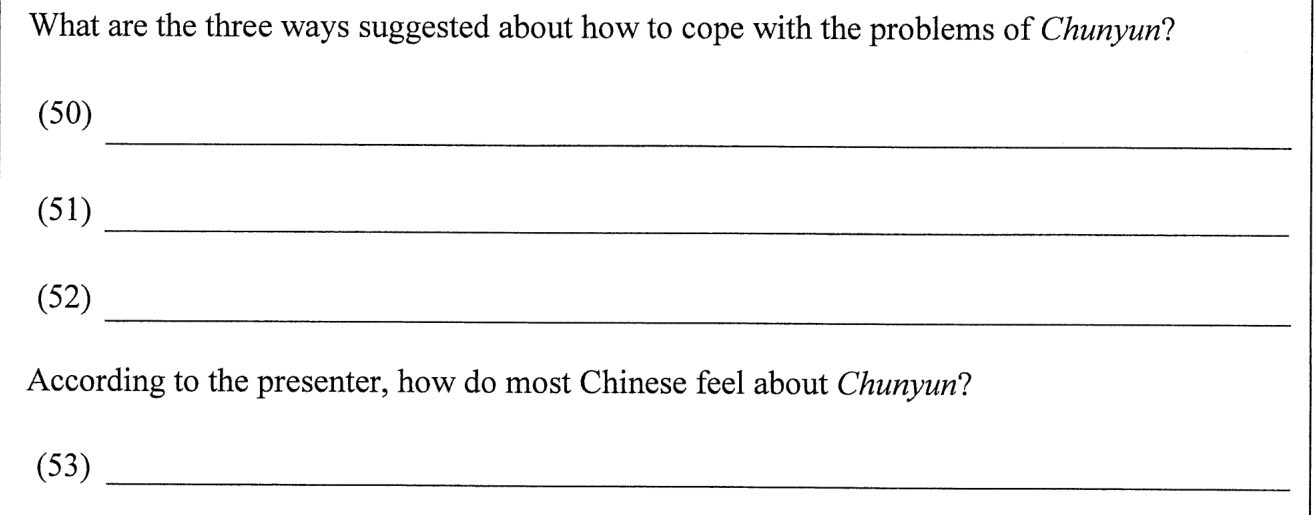 What are the three ways suggested about how to cope with the problems of Chunyun?
(50)
(51)
(52)
According to the presenter, how do most Chinese feel about Chunyun?
(53)